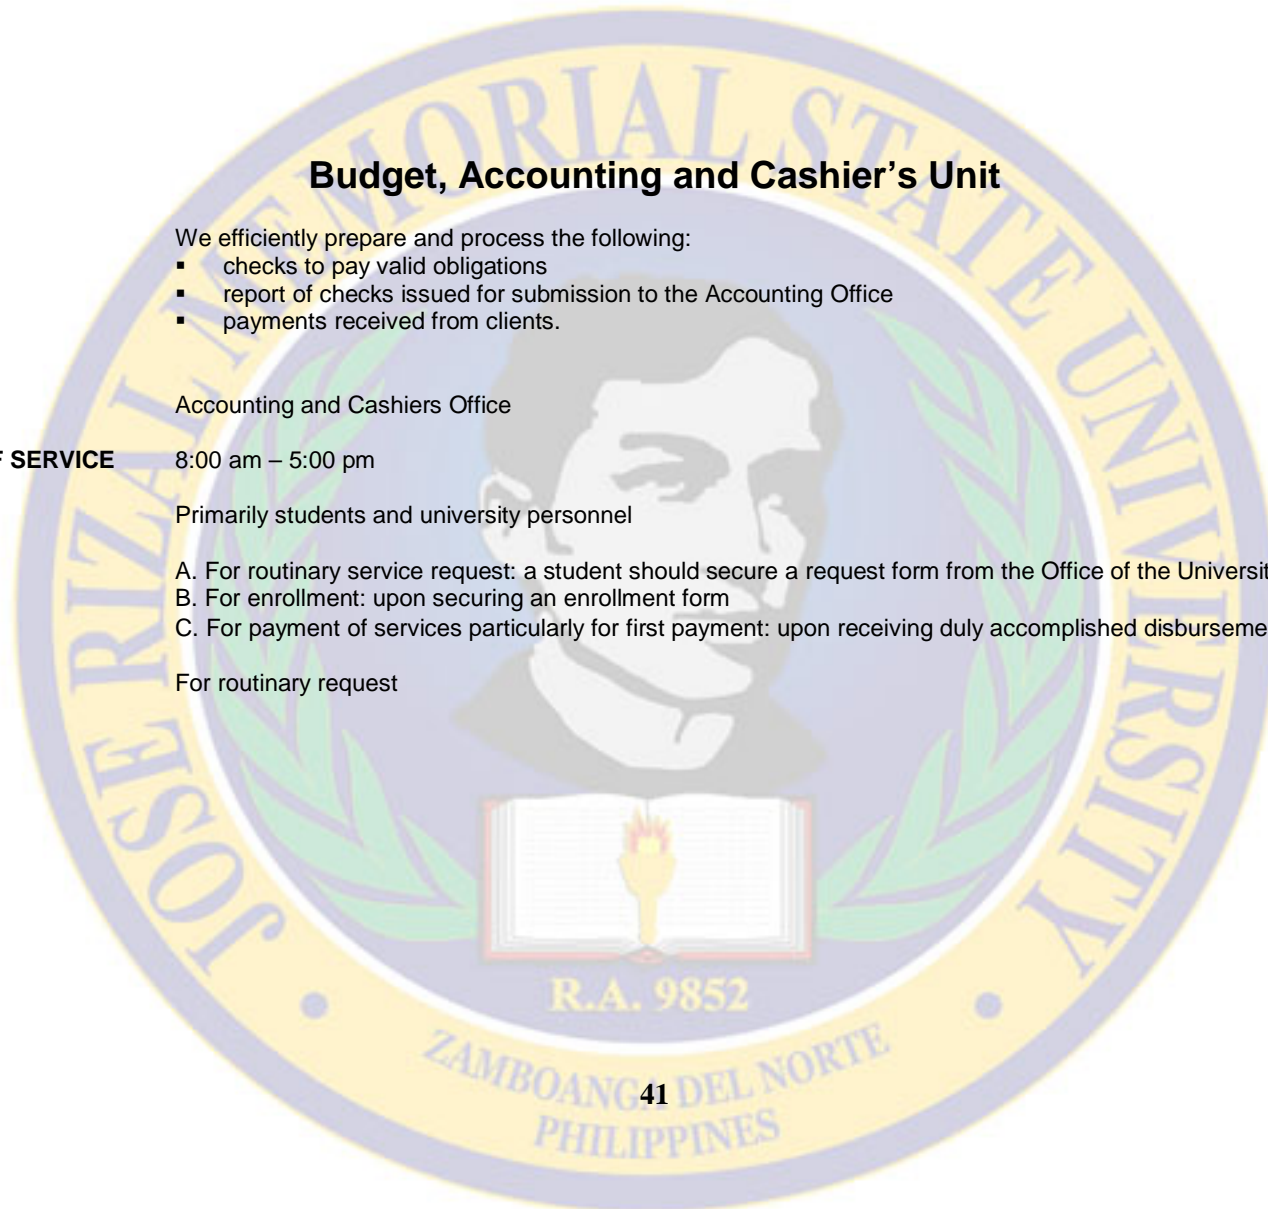 JOSE RIZAL MEMORIAL STATE UNIVERSITY
Budget, Accounting and Cashier’s Unit
We efficiently prepare and process the following:
▪ checks to pay valid obligations
▪ report of checks issued for submission to the Accounting Office
▪ payments received from clients.
Accounting and Cashiers Office
SERVICE 8:00 am – 5:00 pm
Primarily students and university personnel
A. For routinary service request: a student should secure a request form from the Office of the
B. For enrollment: upon securing an enrollment form
C. For payment of services particularly for first payment: upon receiving duly accomplished
For routinary request
R.A. 9852
ZAMBOANGA DEL NORTE
41
PHILIPPINES